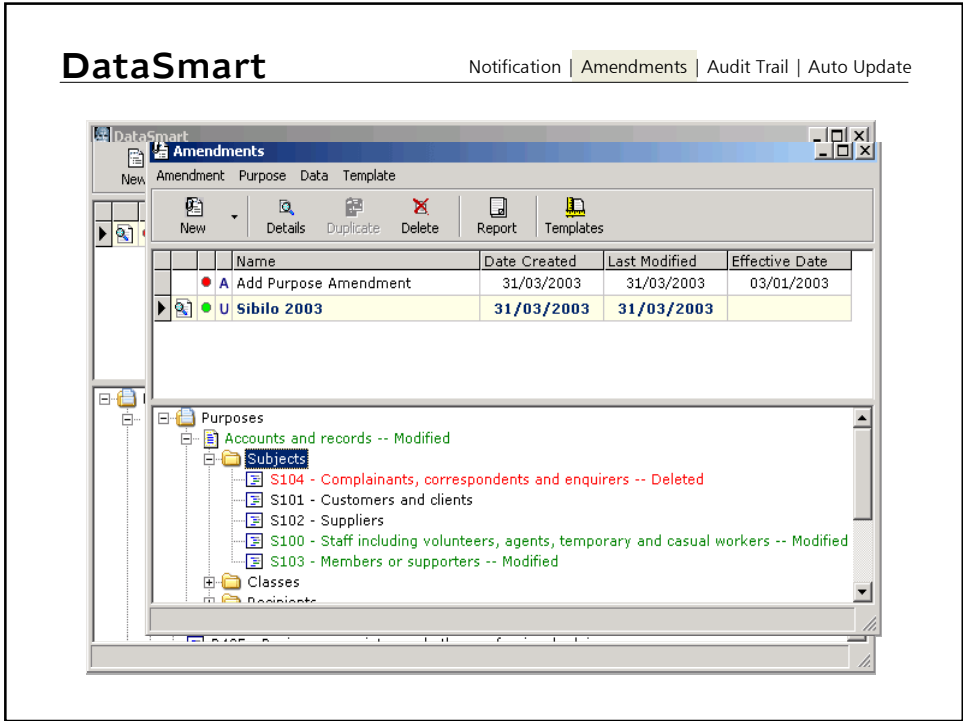 DataSmart
Notification | Amendments | Audit Trail | Auto Update
DataSmart
Amendments
New
Amendment Purpose Data Template
New Details Duplicate Delete Report Templates
Name Date Created Last Modified Effective Date
A Add Purpose Amendment 31/03/2003 31/03/2003 03/01/2003
U Sibilo 2003 31/03/2003 31/03/2003
Purposes
Accounts and records -- Modified
Subjects
S104 - Complainants, correspondents and enquirers -- Deleted
S101 - Customers and clients
S102 - Suppliers
S100 - Staff including volunteers, agents, temporary and casual workers -- Modified
S103 - Members or supporters -- Modified
Classes
Recipients